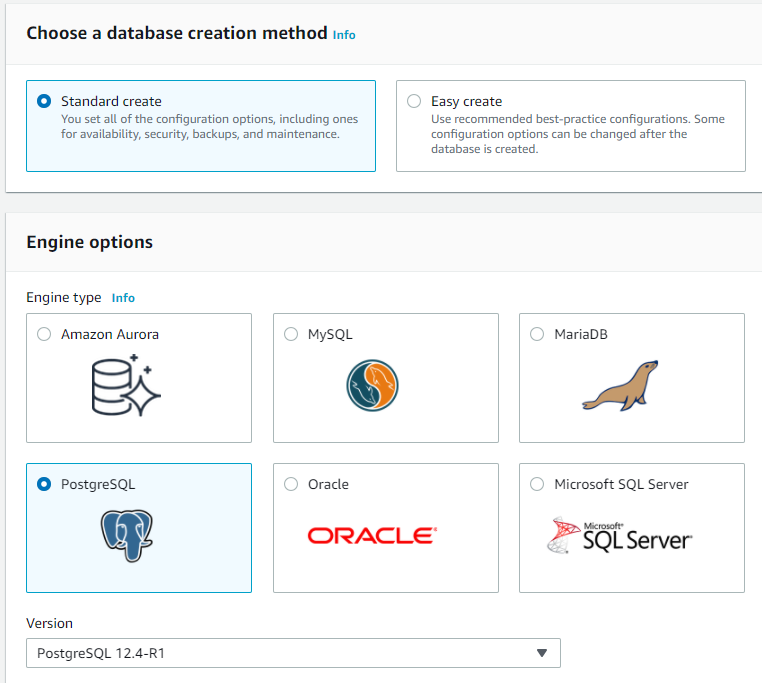 Choose a database creation method Info
Standard create
You set all of the configuration options, including ones
for availability, security, backups, and maintenance.
Easy create
Use recommended best-practice configurations. Some
configuration options can be changed after the
database is created.
Engine options
Engine type Info
Amazon Aurora
MySQL
MariaDB
PostgreSQL
Oracle
ORACLE®
Microsoft SQL Server
Microsoft®
SQL Server®
Version
PostgreSQL 12.4-R1